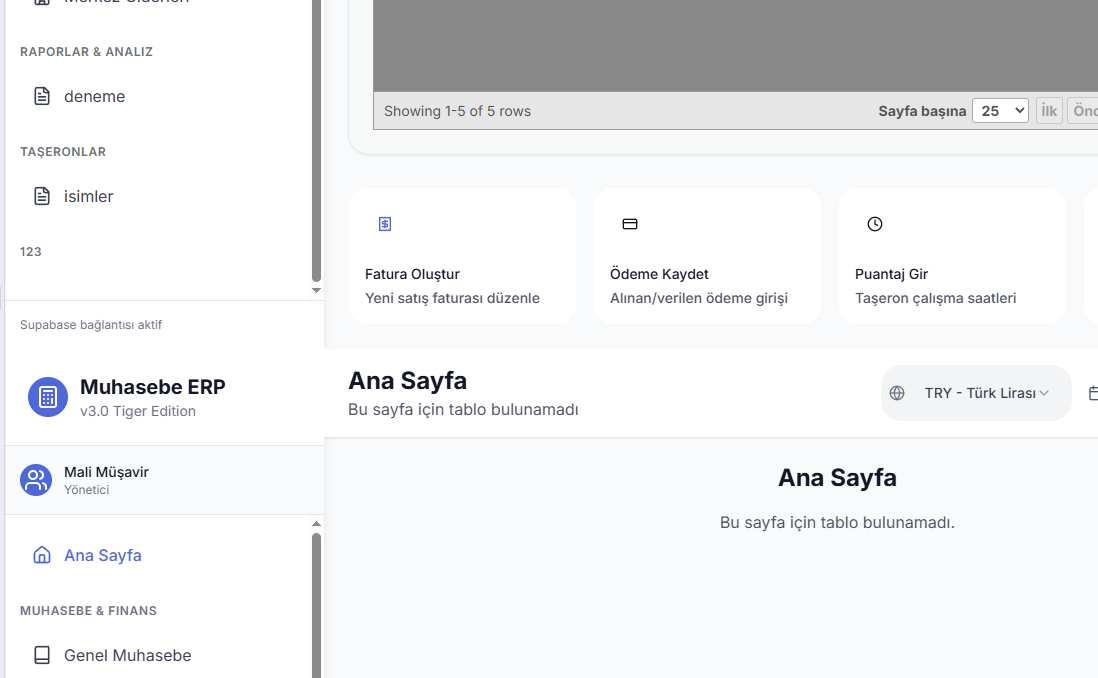 RAPORLAR & ANALIZ
deneme
TAŞERONLAR
isimler
123
Supabase bağlantısı aktif
Muhasebe ERP
v3.0 Tiger Edition
Mali Müşavir
Yönetici
Ana Sayfa
MUHASEBE & FINANS
Genel Muhasebe
Showing 1-5 of 5 rows
Sayfa başına 25 İlk
Fatura Oluştur
Yeni satış faturası düzenle
Ödeme Kaydet
Alınan/verilen ödeme girişi
Puantaj Gir
Taşeron çalışma saatleri
Ana Sayfa
Bu sayfa için tablo bulunamadı
TRY - Türk Lirası
Ana Sayfa
Bu sayfa için tablo bulunamadı.